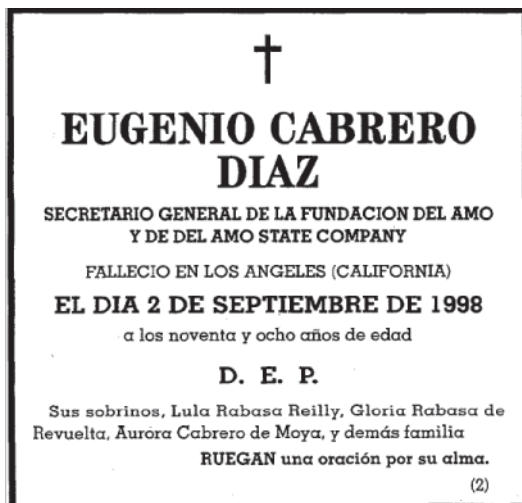 EUGENIO CABRERO
DIAZ
SECRETARIO GENERAL DE LA FUNDACION DEL AMO
Y DE DEL AMO STATE COMPANY
FALLECIO EN LOS ANGELES (CALIFORNIA)
EL DIA 2 DE SEPTIEMBRE DE 1998
a los noventa y ocho años de edad
D. E. P.
Sus sobrinos, Lula Rabasa Reilly, Gloria Rabasa de
Revuelta, Aurora Cabrero de Moya, y demás familia
RUEGAN una oración por su alma.
(2)